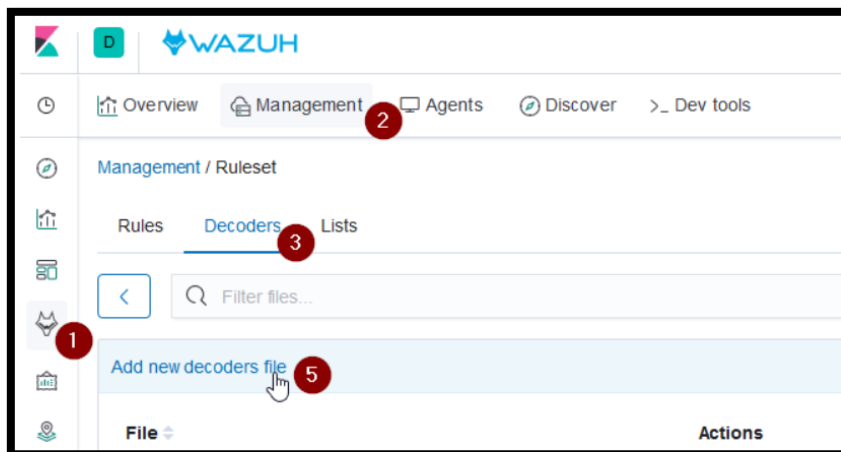 D WAZUH
Overview Management Agents Discover >_ Dev tools
2
Management / Ruleset
Rules Decoders Lists
3
Filter files...
1
Add new decoders file 5
File Actions